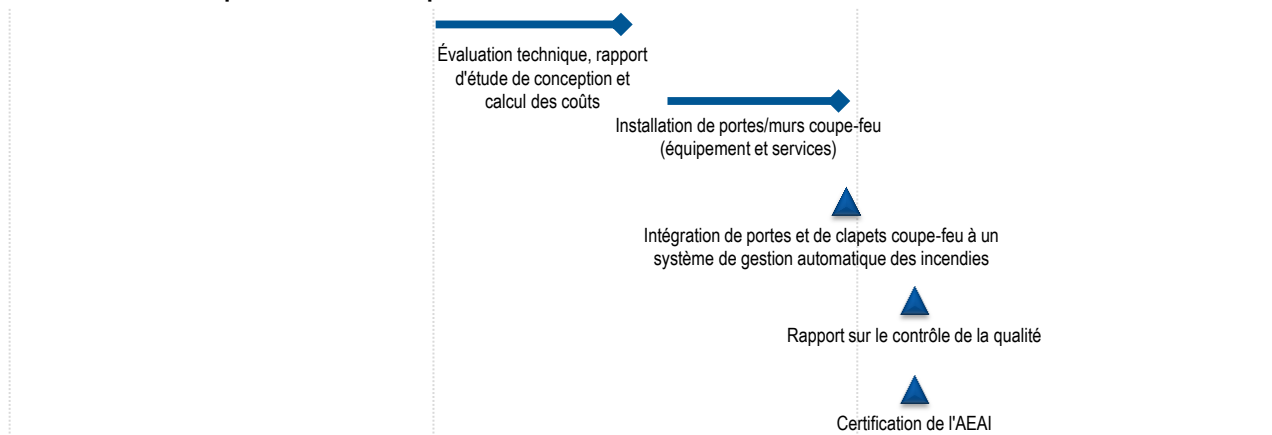 Évaluation technique, rapport
d'étude de conception et
calcul des coûts
Installation de portes/murs coupe-feu
(équipement et services)
Intégration de portes et de clapets coupe-feu à un
système de gestion automatique des incendies
Rapport sur le contrôle de la qualité
Certification de l'AEAI